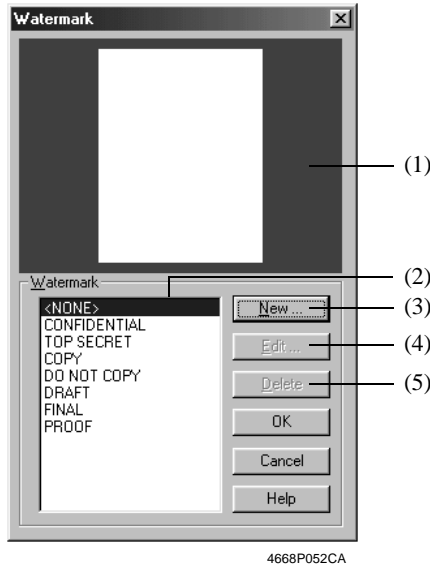 Watermark
(1)
(2)
Watermark
<NONE>
CONFIDENTIAL
TOP SECRET
COPY
DO NOT COPY
DRAFT
FINAL
PROOF
New ...
(3)
Edit ...
(4)
Delete
(5)
OK
Cancel
Help
4668P052CA